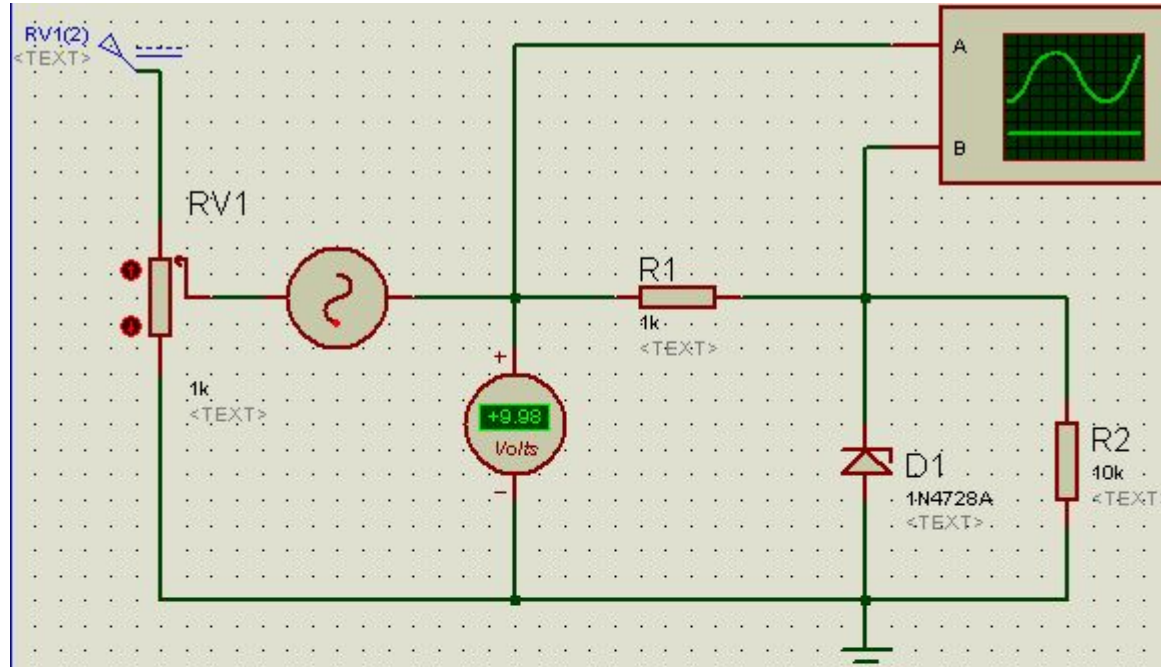 RV1(2)
<TEXT>
A
B
RV1
1k
<TEXT>
R1
1k
<TEXT>
+
+9.98
Volts
−
D1
1N4728A
<TEXT>
R2
10k
<TEXT